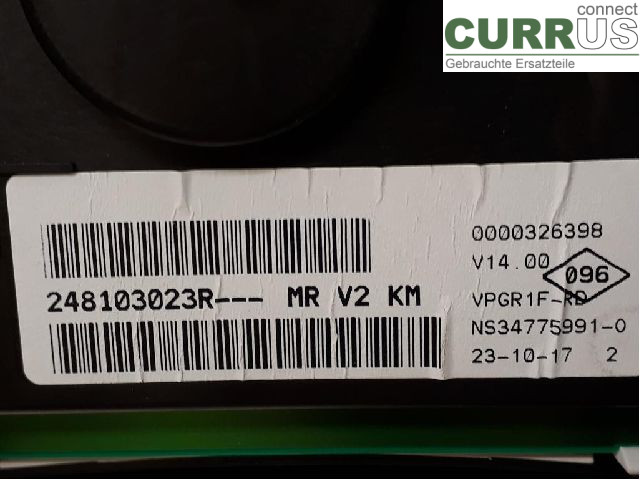 connect
CURRUS
Gebrauchte Ersatzteile
0000326398
V14.00
096
248103023R--- MR V2 KM
VPGR1F-RD
NS34775991-0
23-10-17 2